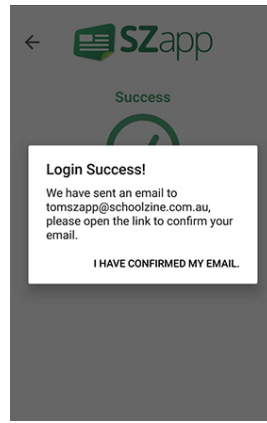 SZapp
Success
Login Success!
We have sent an email to
tomszapp@schoolzine.com.au,
please open the link to confirm your
email.
I HAVE CONFIRMED MY EMAIL.